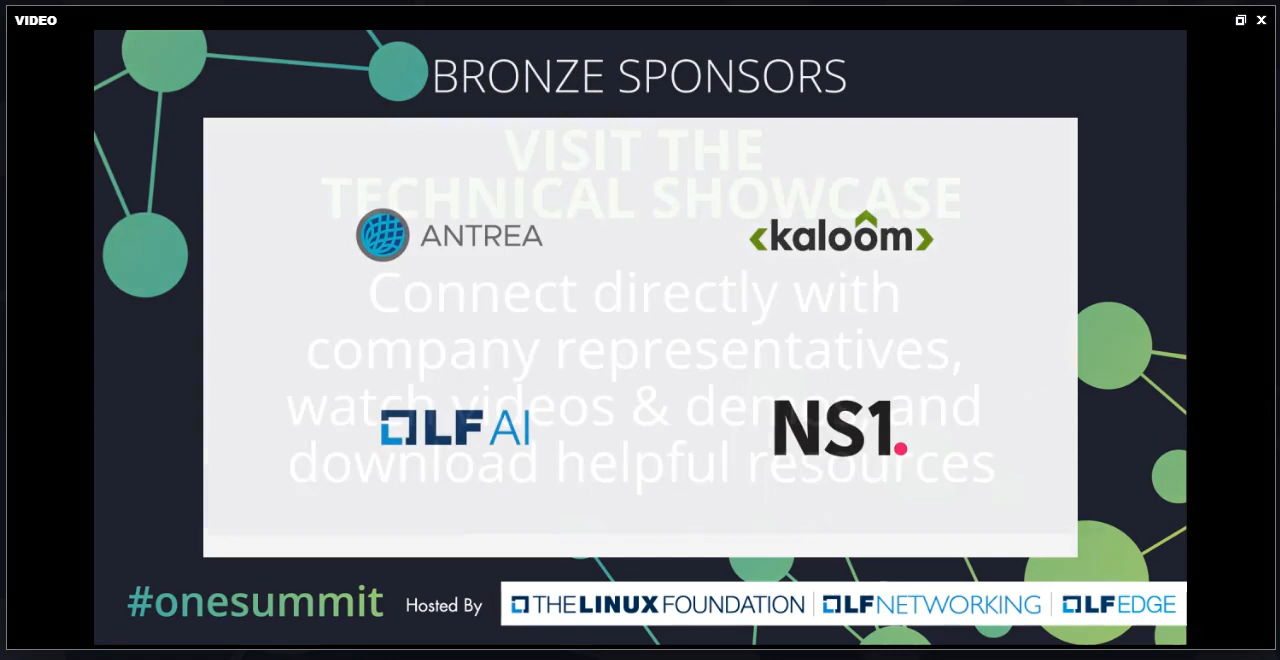 VIDEO
BRONZE SPONSORS
VISIT THE
TECHNICAL SHOWCASE
ANTREA
kaloom
Connect directly with
company representatives,
watch videos & demos and
LF AI
NS1.
download helpful resources
#onesummit
Hosted By
THE LINUX FOUNDATION
LF NETWORKING
LF EDGE